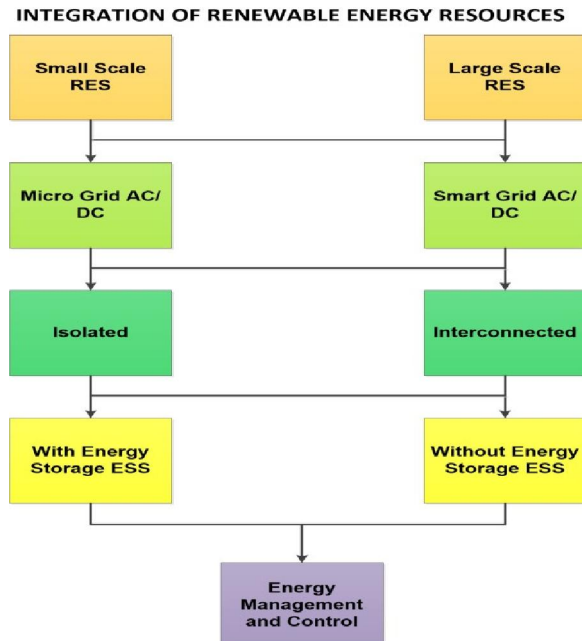 INTEGRATION OF RENEWABLE ENERGY RESOURCES
Small Scale
RES
Large Scale
RES
Micro Grid AC/
DC
Smart Grid AC/
DC
Isolated
Interconnected
With Energy
Storage ESS
Without Energy
Storage ESS
Energy
Management
and Control